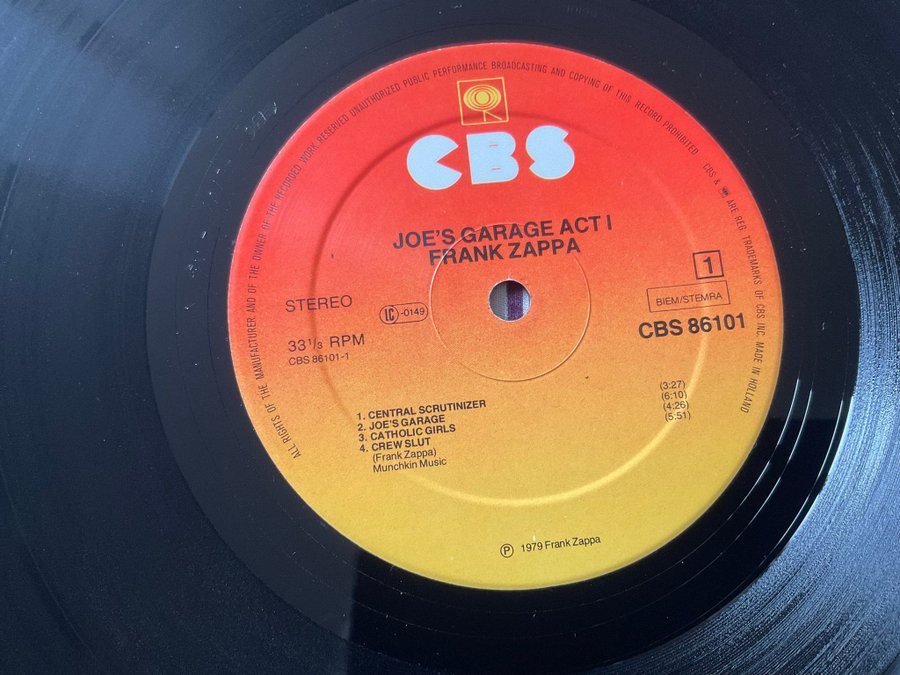 ALL RIGHTS OF THE MANUFACTURER AND OF THE OWNER OF THE RECORDED WORK RESERVED UNAUTHORIZED PUBLIC PERFORMANCE BROADCASTING AND COPYING OF THIS RECORD PROHIBITED
CBS & ARE REG. TRADEMARKS OF CBS INC. MADE IN HOLLAND
CBS
JOE'S GARAGE ACT I
FRANK ZAPPA
1
STEREO
LC -0149
BIEM/STEMRA
33 1/3 RPM
CBS 86101
CBS 86101-1
1. CENTRAL SCRUTINIZER (3:27)
2. JOE'S GARAGE (6:10)
3. CATHOLIC GIRLS (4:26)
4. CREW SLUT (5:51)
(Frank Zappa)
Munchkin Music
Ⓟ 1979 Frank Zappa